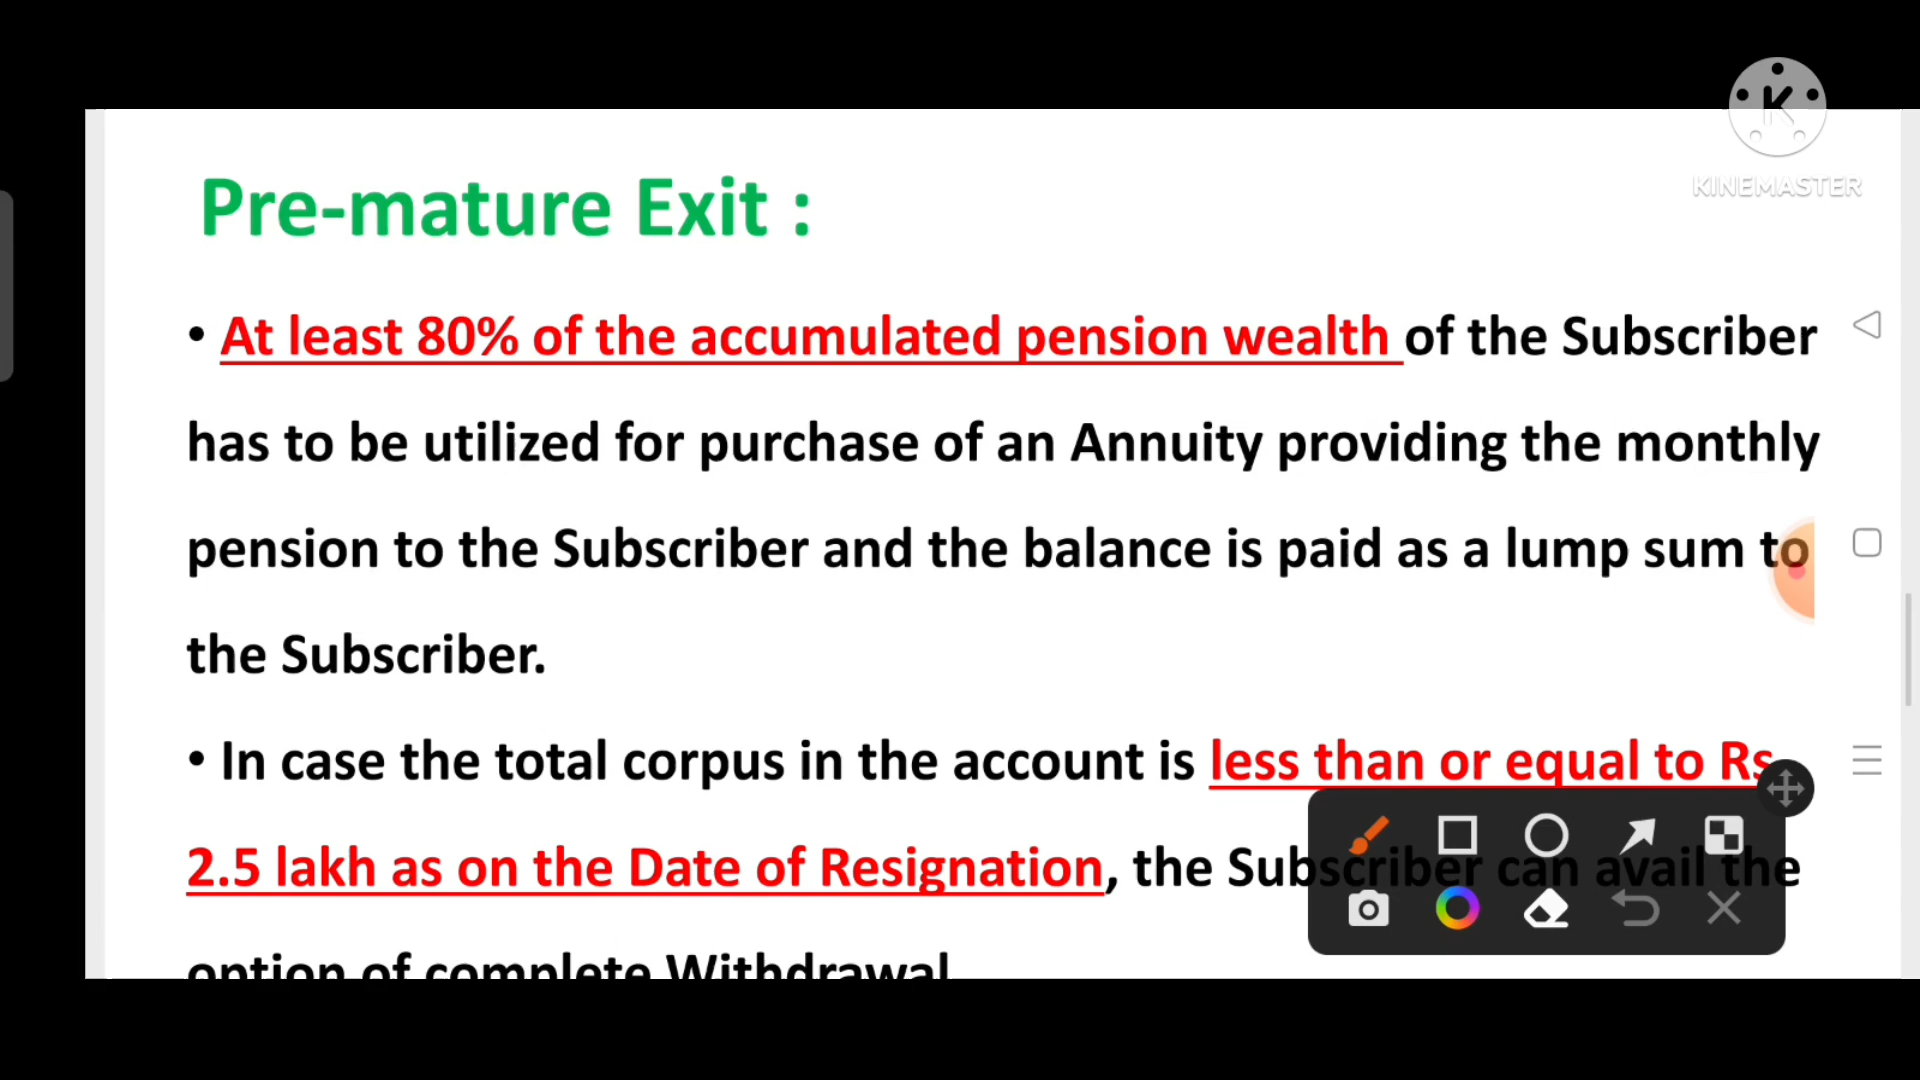 K
KINEMASTER
Pre-mature Exit :
• At least 80% of the accumulated pension wealth of the Subscriber
has to be utilized for purchase of an Annuity providing the monthly
pension to the Subscriber and the balance is paid as a lump sum to
the Subscriber.
• In case the total corpus in the account is less than or equal to Rs
2.5 lakh as on the Date of Resignation, the Subscriber can avail the
option of complete Withdrawal